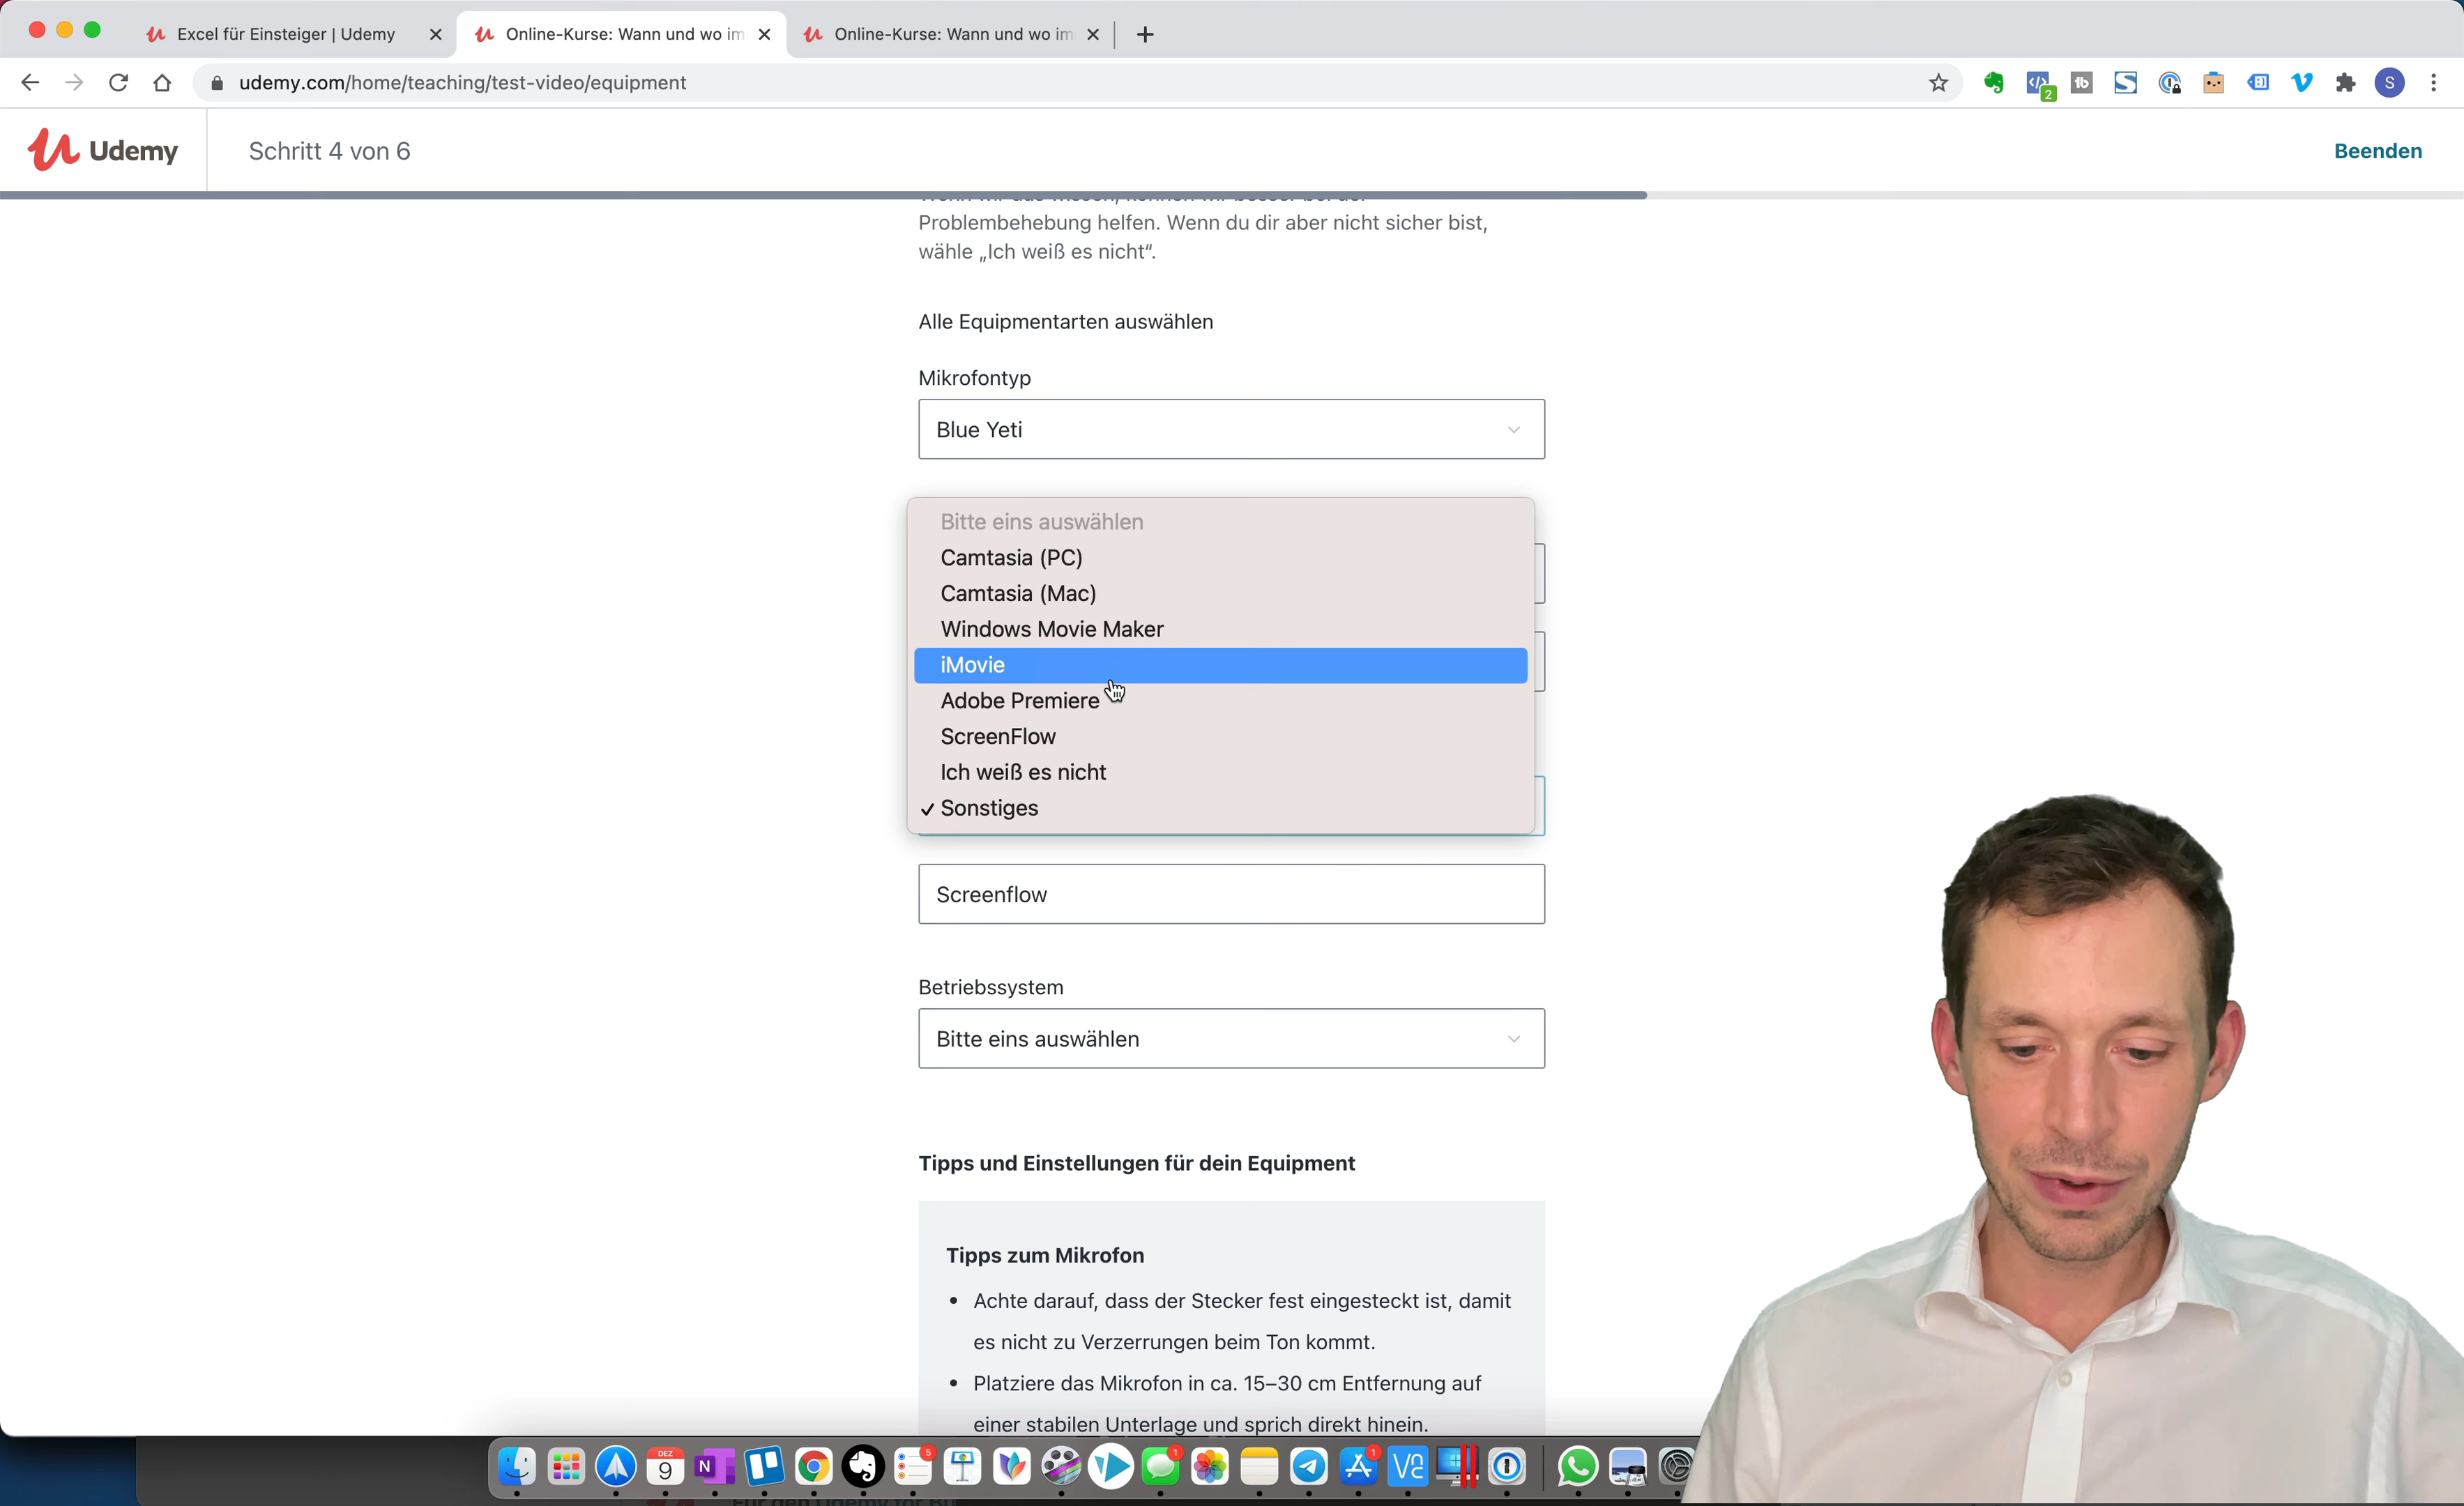 Excel für Einsteiger | Udemy
Online-Kurse: Wann und wo im
Online-Kurse: Wann und wo im
udemy.com/home/teaching/test-video/equipment
2
S
Udemy
Schritt 4 von 6
Beenden
Problembehebung helfen. Wenn du dir aber nicht sicher bist,
wähle „Ich weiß es nicht“.
Alle Equipmentarten auswählen
Mikrofontyp
Blue Yeti
Bitte eins auswählen
Camtasia (PC)
Camtasia (Mac)
Windows Movie Maker
iMovie
Adobe Premiere
ScreenFlow
Ich weiß es nicht
✓ Sonstiges
Screenflow
Betriebssystem
Bitte eins auswählen
Tipps und Einstellungen für dein Equipment
Tipps zum Mikrofon
• Achte darauf, dass der Stecker fest eingesteckt ist, damit
es nicht zu Verzerrungen beim Ton kommt.
• Platziere das Mikrofon in ca. 15–30 cm Entfernung auf
einer stabilen Unterlage und sprich direkt hinein.
DEZ
9
N
5
1
1